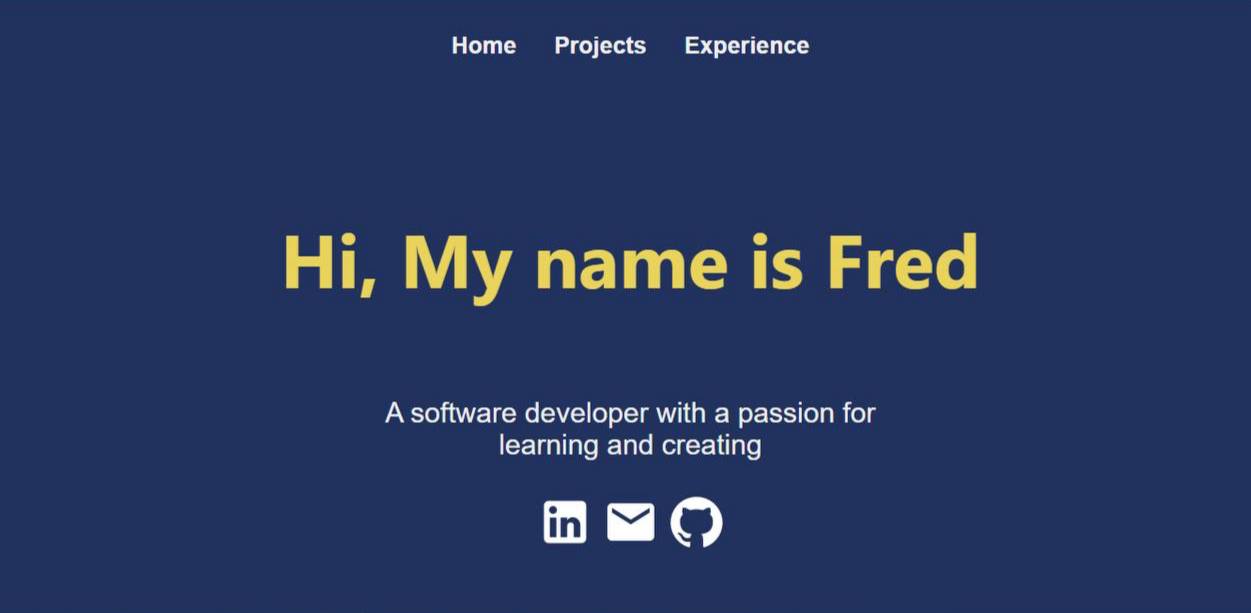 Home Projects Experience
Hi, My name is Fred
A software developer with a passion for
learning and creating
in